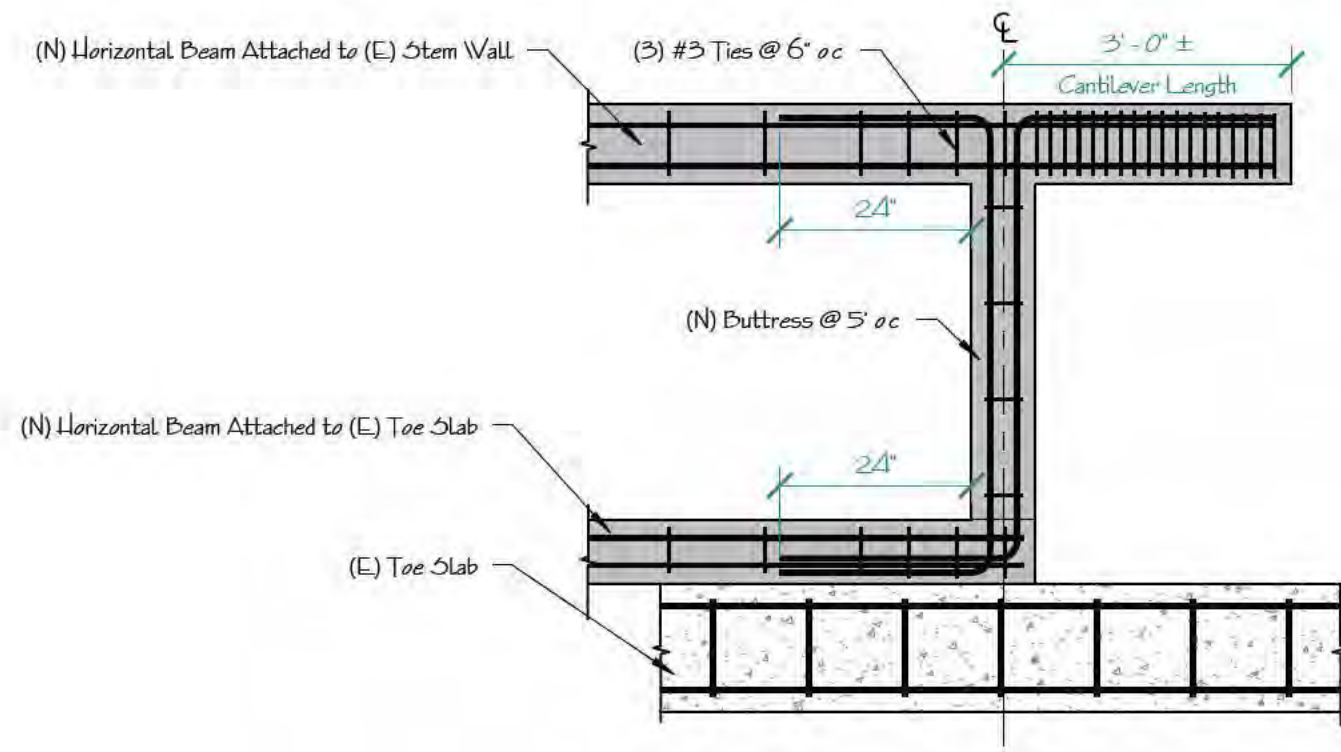 ℄
(N) Horizontal Beam Attached to (E) Stem Wall
(3) #3 Ties @ 6" oc
3'-0" ±
Cantilever Length
24"
(N) Buttress @ 5' oc
(N) Horizontal Beam Attached to (E) Toe Slab
24"
(E) Toe Slab